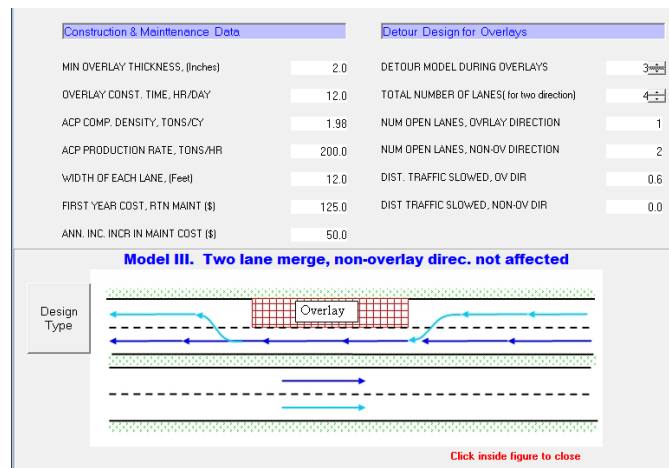 Construction & Mainttenance Data
MIN OVERLAY THICKNESS, (Inches) 2.0
OVERLAY CONST. TIME, HR/DAY 12.0
ACP COMP. DENSITY, TONS/CY 1.98
ACP PRODUCTION RATE, TONS/HR 200.0
WIDTH OF EACH LANE, (Feet) 12.0
FIRST YEAR COST, RTN MAINT ($) 125.0
ANN. INC. INCR IN MAINT COST ($) 50.0
Detour Design for Overlays
DETOUR MODEL DURING OVERLAYS 3
TOTAL NUMBER OF LANES( for two direction) 4
NUM OPEN LANES, OVRLAY DIRECTION 1
NUM OPEN LANES, NON-OV DIRECTION 2
DIST. TRAFFIC SLOWED, OV DIR 0.6
DIST TRAFFIC SLOWED, NON-OV DIR 0.0
Model III. Two lane merge, non-overlay direc. not affected
Design
Type
Overlay
Click inside figure to close